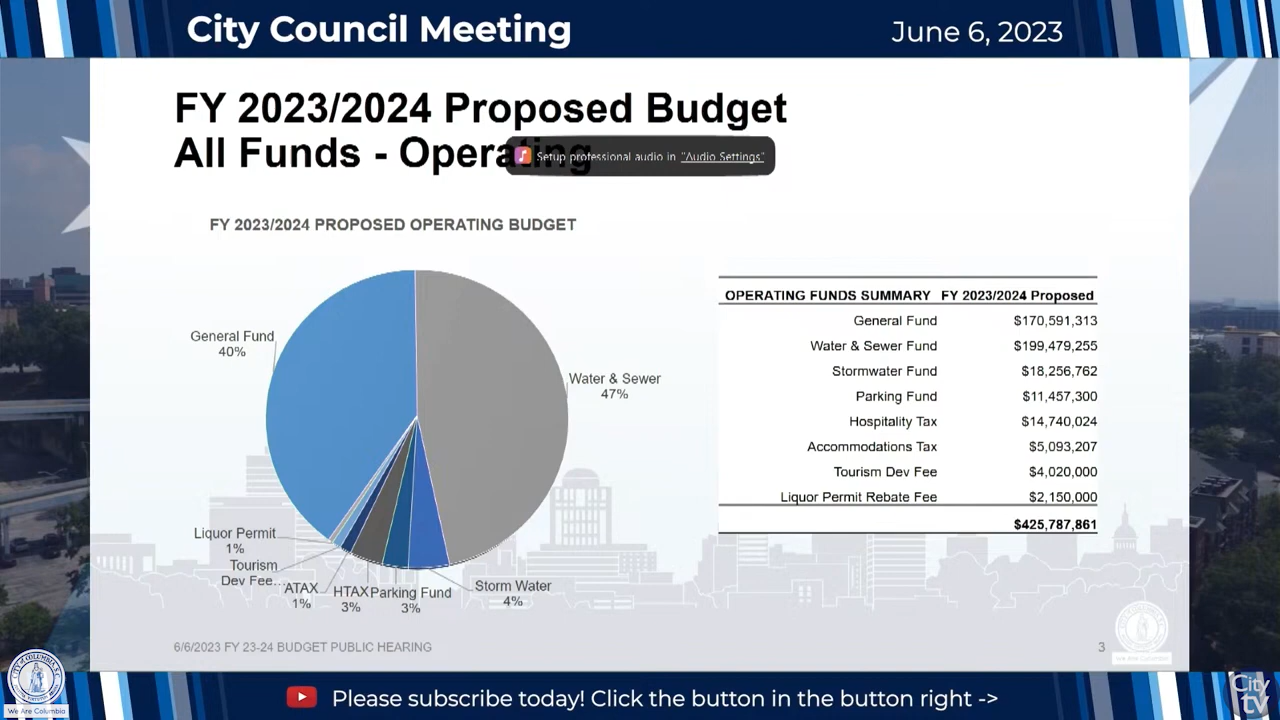 City Council Meeting
June 6, 2023
FY 2023/2024 Proposed Budget
All Funds - Operating
Setup professional audio in "Audio Settings"
FY 2023/2024 PROPOSED OPERATING BUDGET
General Fund
40%
Water & Sewer
47%
Liquor Permit
1%
Tourism
Dev Fee...
ATAX
1%
HTAX
3%
Parking Fund
3%
Storm Water
4%
OPERATING FUNDS SUMMARY FY 2023/2024 Proposed
General Fund $170,591,313
Water & Sewer Fund $199,479,255
Stormwater Fund $18,256,762
Parking Fund $11,457,300
Hospitality Tax $14,740,024
Accommodations Tax $5,093,207
Tourism Dev Fee $4,020,000
Liquor Permit Rebate Fee $2,150,000
$425,787,861
6/6/2023 FY 23-24 BUDGET PUBLIC HEARING
3
We Are Columbia
We Are Columbia
Please subscribe today! Click the button in the button right ->
City
tv